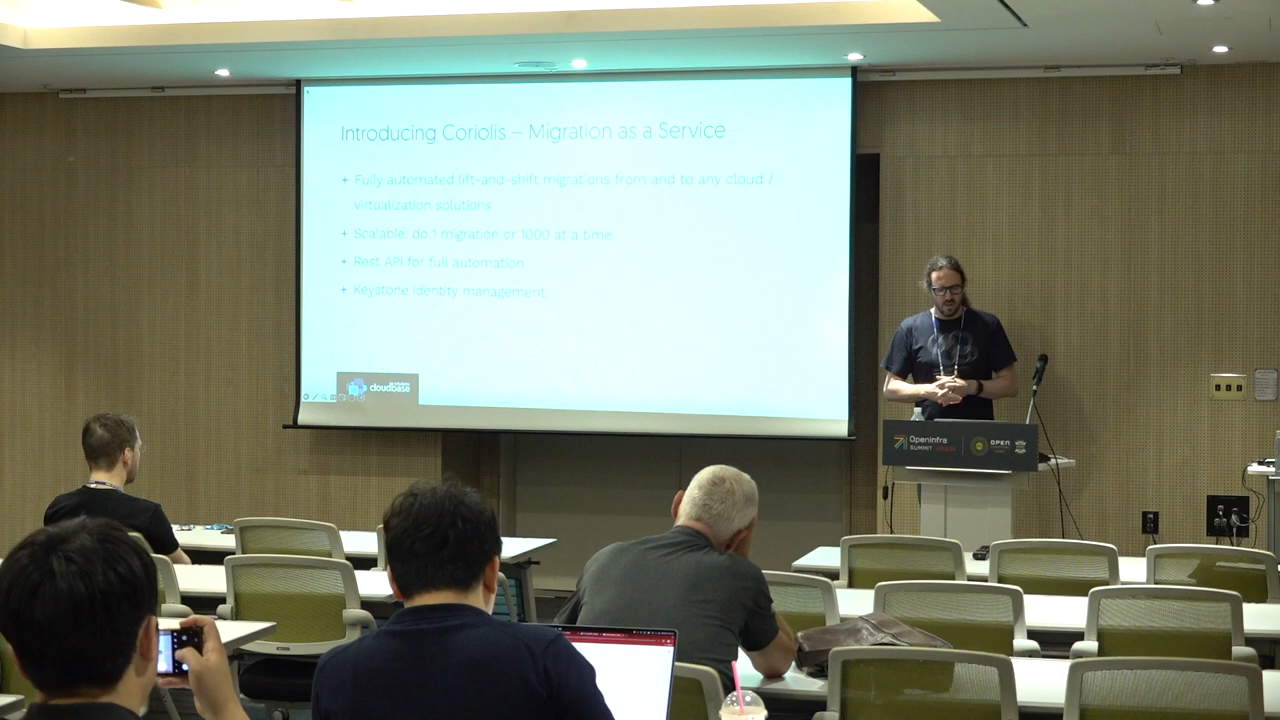 Introducing Coriolis – Migration as a Service
+ Fully automated lift-and-shift migrations from and to any cloud /
virtualization solutions
+ Scalable: do 1 migration or 1000 at a time
+ Rest API for full automation
+ Keystone identity management
cloudbase
OpenInfra
SUMMIT
OPEN